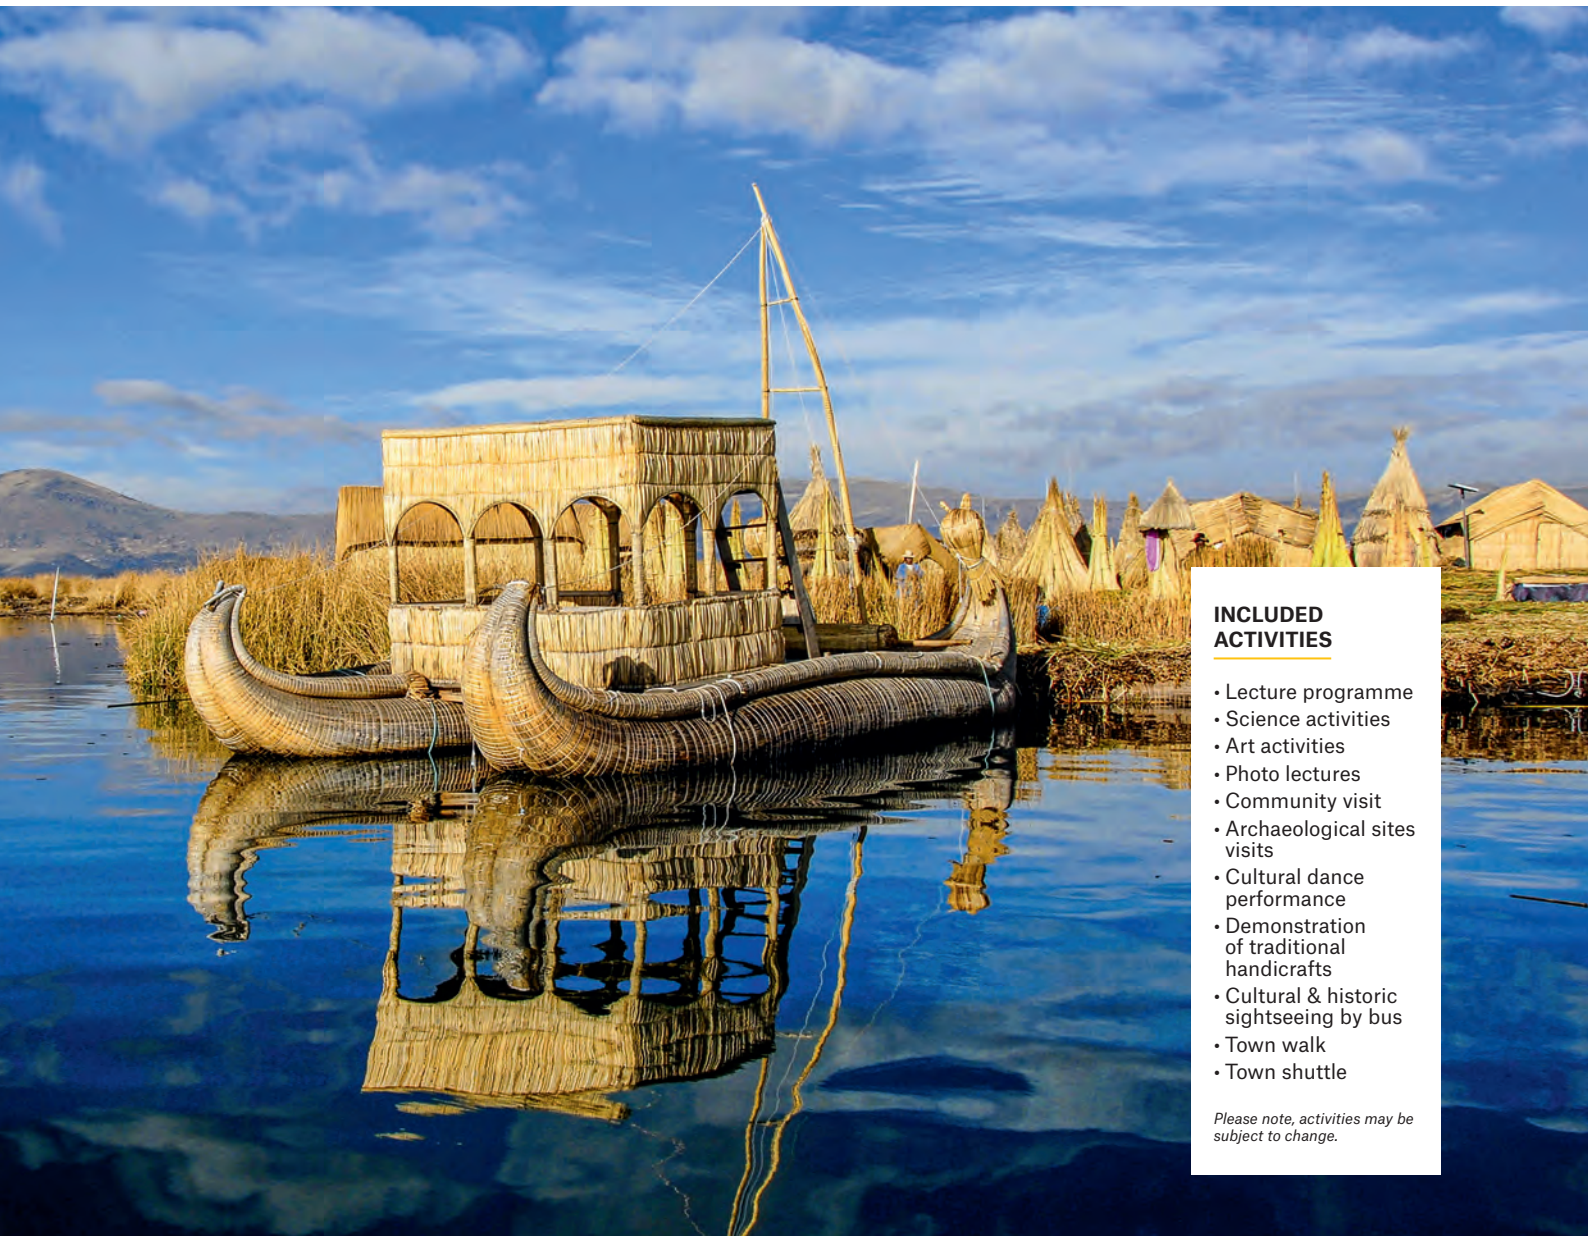 INCLUDED
ACTIVITIES
• Lecture programme
• Science activities
• Art activities
• Photo lectures
• Community visit
• Archaeological sites
visits
• Cultural dance
performance
• Demonstration
of traditional
handicrafts
• Cultural & historic
sightseeing by bus
• Town walk
• Town shuttle
Please note, activities may be
subject to change.